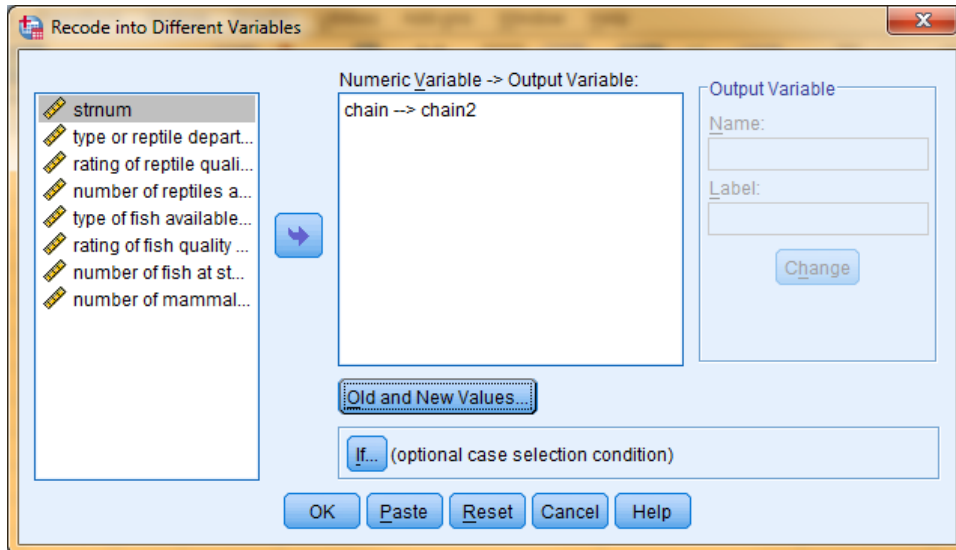 Recode into Different Variables
strnum
type or reptile depart...
rating of reptile quali...
number of reptiles a...
type of fish available...
rating of fish quality ...
number of fish at st...
number of mammal...
Numeric Variable -> Output Variable:
chain --> chain2
Old and New Values...
If... (optional case selection condition)
Output Variable
Name:
Label:
Change
OK Paste Reset Cancel Help